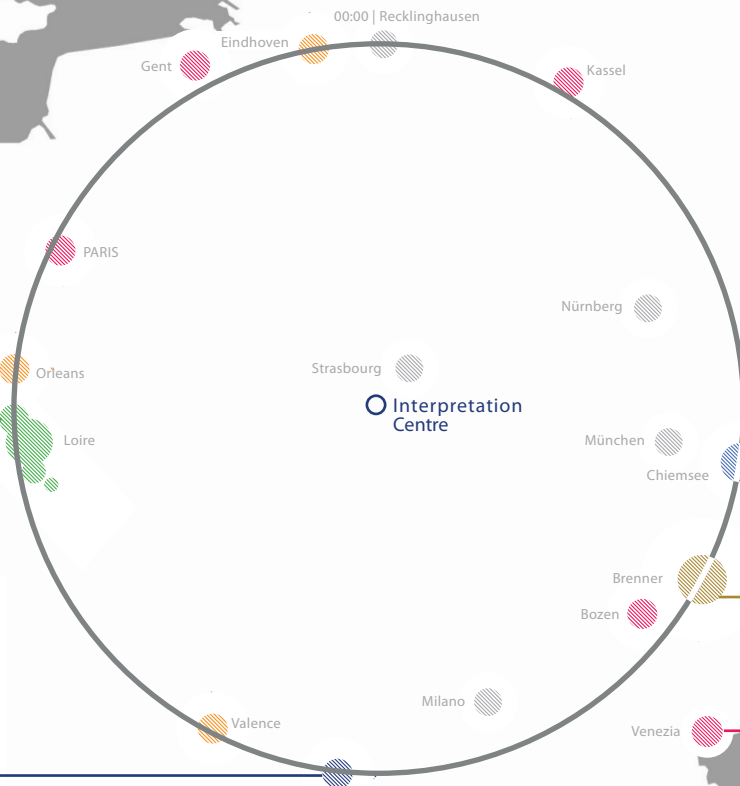 00:00 | Recklinghausen
Eindhoven
Gent
Kassel
PARIS
Nürnberg
Strasbourg
Orleans
Interpretation
Centre
Loire
München
Chiemsee
Brenner
Bozen
Milano
Valence
Venezia